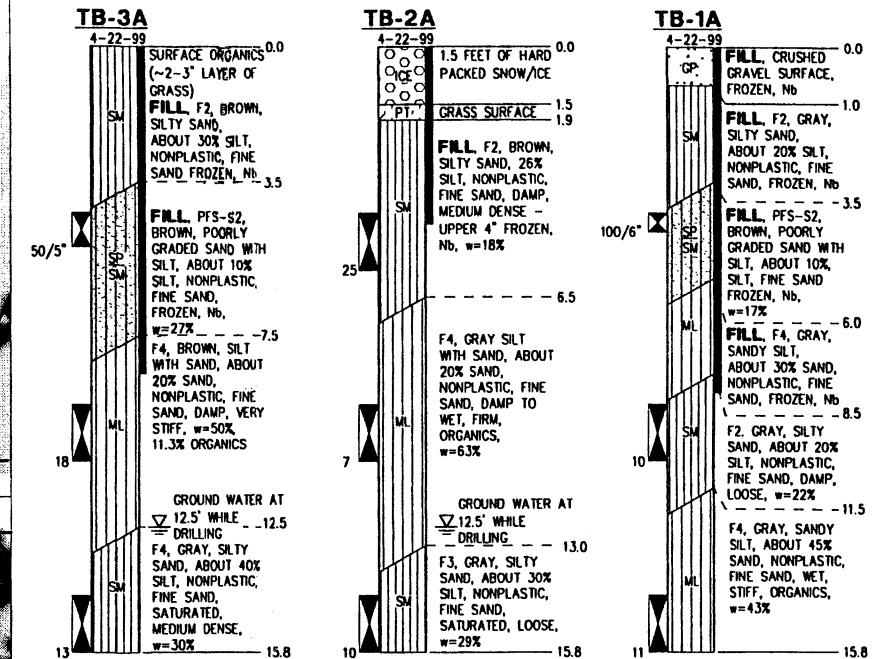 TB-3A
4-22-99
0.0
SURFACE ORGANICS
(~2-3" LAYER OF
GRASS)
FILL, F2, BROWN,
SILTY SAND,
ABOUT 30% SILT,
NONPLASTIC, FINE
SAND FROZEN, Nb
3.5
SM
FILL, PFS-S2,
BROWN, POORLY
GRADED SAND WITH
SILT, ABOUT 10%
SILT, NONPLASTIC,
FINE SAND,
FROZEN, Nb,
w=27%
7.5
50/5"
SP
SM
F4, BROWN, SILT
WITH SAND, ABOUT
20% SAND,
NONPLASTIC, FINE
SAND, DAMP, VERY
STIFF, w=50%,
11.3% ORGANICS
ML
18
GROUND WATER AT
12.5' WHILE
DRILLING
12.5
F4, GRAY, SILTY
SAND, ABOUT 40%
SILT, NONPLASTIC,
FINE SAND,
SATURATED,
MEDIUM DENSE,
w=30%
SM
13
15.8
TB-2A
4-22-99
0.0
ICE
1.5 FEET OF HARD
PACKED SNOW/ICE
1.5
PT
GRASS SURFACE
1.9
FILL, F2, BROWN,
SILTY SAND, 26%
SILT, NONPLASTIC,
FINE SAND, DAMP,
MEDIUM DENSE -
UPPER 4" FROZEN,
Nb, w=18%
SM
25
6.5
F4, GRAY SILT
WITH SAND, ABOUT
20% SAND,
NONPLASTIC, FINE
SAND, DAMP TO
WET, FIRM,
ORGANICS,
w=63%
ML
7
GROUND WATER AT
12.5' WHILE
DRILLING
13.0
F3, GRAY, SILTY
SAND, ABOUT 30%
SILT, NONPLASTIC,
FINE SAND,
SATURATED, LOOSE,
w=29%
SM
10
15.8
TB-1A
4-22-99
0.0
GP
FILL, CRUSHED
GRAVEL SURFACE,
FROZEN, Nb
1.0
FILL, F2, GRAY,
SILTY SAND,
ABOUT 20% SILT,
NONPLASTIC, FINE
SAND, FROZEN, Nb
SM
3.5
FILL, PFS-S2,
BROWN, POORLY
GRADED SAND WITH
SILT, ABOUT 10%
SILT, FINE SAND
FROZEN, Nb,
w=17%
100/6"
SP
SM
6.0
FILL, F4, GRAY,
SANDY SILT,
ABOUT 30% SAND,
NONPLASTIC, FINE
SAND, FROZEN, Nb
ML
8.5
F2. GRAY, SILTY
SAND, ABOUT 20%
SILT, NONPLASTIC,
FINE SAND, DAMP,
LOOSE, w=22%
SM
10
11.5
F4, GRAY, SANDY
SILT, ABOUT 45%
SAND, NONPLASTIC,
FINE SAND, WET,
STIFF, ORGANICS,
w=43%
ML
11
15.8